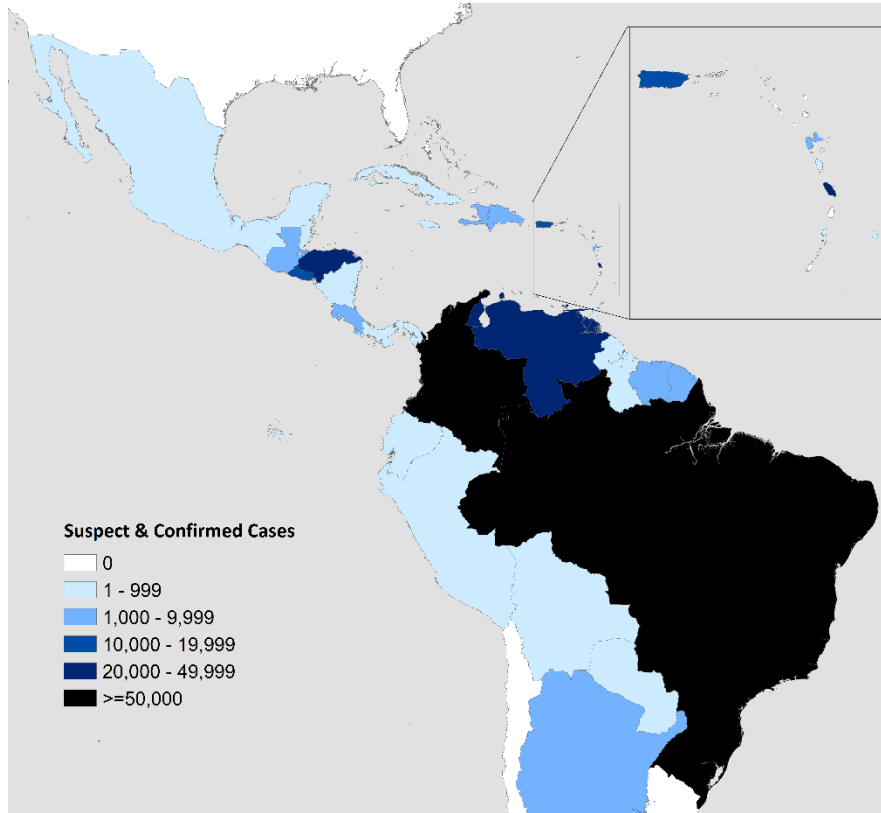 Suspect & Confirmed Cases
0
1 - 999
1,000 - 9,999
10,000 - 19,999
20,000 - 49,999
>=50,000